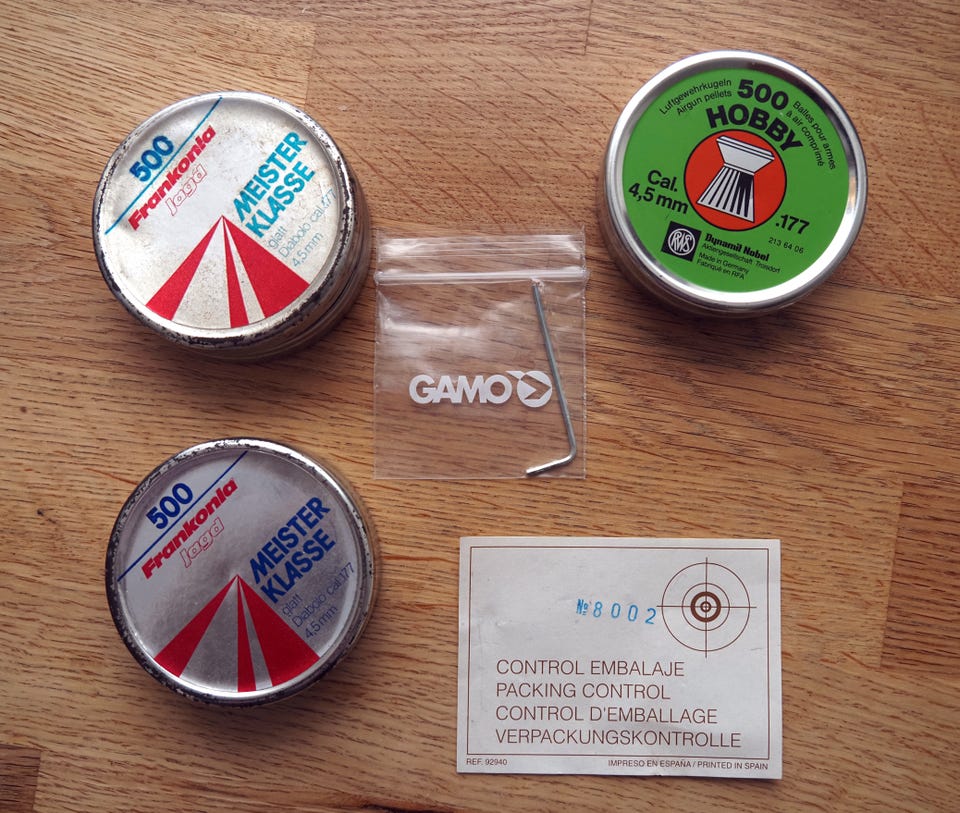 500
Frankonia
Jagd
MEISTER
KLASSE
glatt
Diabolo cal.177
4,5mm
Luftgewehrkugeln
Airgun pellets
500
Balles pour armes
à air comprimé
HOBBY
Cal.
4,5 mm
.177
213 64 06
RWS
Dynamit Nobel
Aktiengesellschaft Troisdorf
Made in Germany
Fabriqué en RFA
GAMO
500
Frankonia
Jagd
MEISTER
KLASSE
glatt
Diabolo cal.177
4,5mm
№ 8002
CONTROL EMBALAJE
PACKING CONTROL
CONTROL D'EMBALLAGE
VERPACKUNGSKONTROLLE
REF. 92940
IMPRESO EN ESPAÑA / PRINTED IN SPAIN